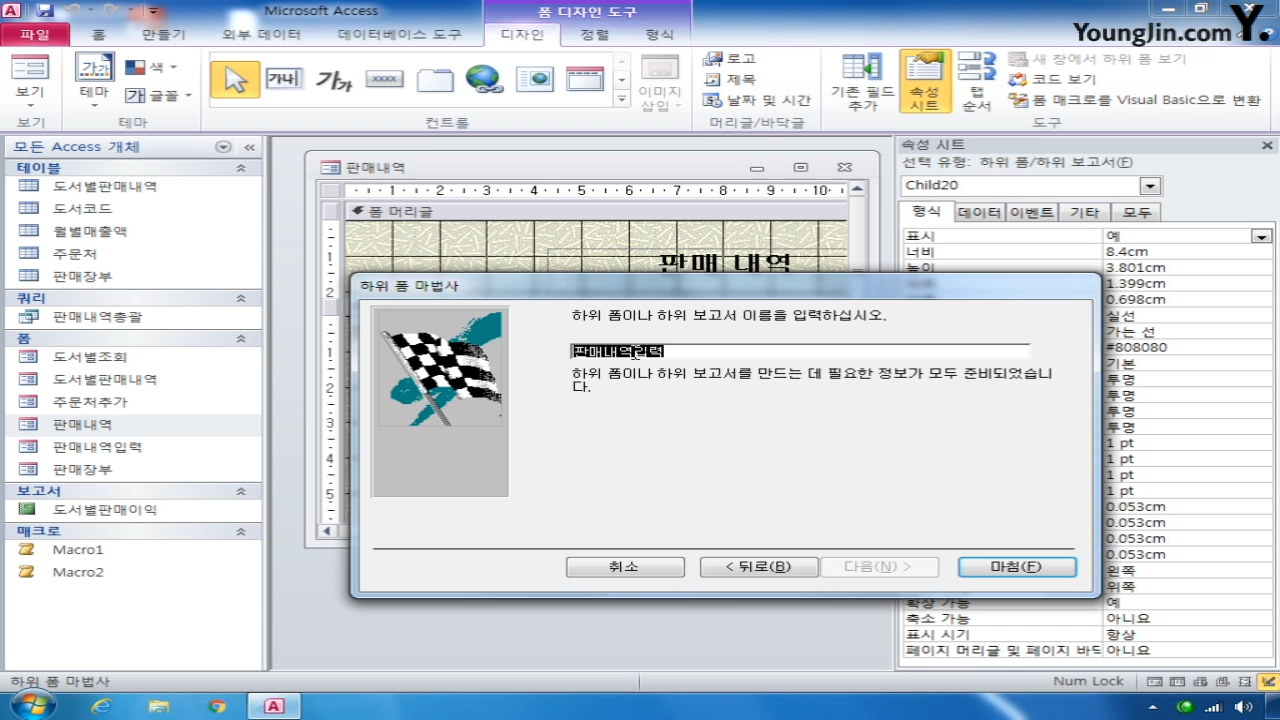 Microsoft Access
폼 디자인 도구
YoungJin.com Y.
파일 홈 만들기 외부 데이터 데이터베이스 도구 디자인 정렬 형식
보기
테마
색
가가 글꼴
가나
가가
xxxx
이미지 삽입
로고
제목
날짜 및 시간
기존 필드 추가
속성 시트
탭 순서
새 창에서 하위 폼 보기
코드 보기
폼 매크로를 Visual Basic으로 변환
보기 테마 컨트롤 머리글/바닥글 도구
모든 Access 개체
테이블
도서별판매내역
도서코드
월별매출액
주문처
판매장부
쿼리
판매내역총괄
폼
도서별조회
도서별판매내역
주문처추가
판매내역
판매내역입력
판매장부
보고서
도서별판매이익
매크로
Macro1
Macro2
판매내역
1 2 3 4 5 6 7 8 9 10
폼 머리글
판매 내역
1
2
3
4
5
하위 폼 마법사
하위 폼이나 하위 보고서 이름을 입력하십시오.
판매내역입력
하위 폼이나 하위 보고서를 만드는 데 필요한 정보가 모두 준비되었습니
다.
취소 < 뒤로(B) 다음(N) > 마침(F)
속성 시트
선택 유형: 하위 폼/하위 보고서(F)
Child20
형식 데이터 이벤트 기타 모두
표시 예
너비 8.4cm
높이 3.801cm
1.399cm
0.698cm
실선
가는 선
#808080
기본
투명
투명
투명
투명
1 pt
1 pt
1 pt
1 pt
0.053cm
0.053cm
0.053cm
0.053cm
왼쪽
위쪽
확장 가능 예
축소 가능 아니요
표시 시기 항상
페이지 머리글 및 페이지 바닥 아니요
하위 폼 마법사
Num Lock